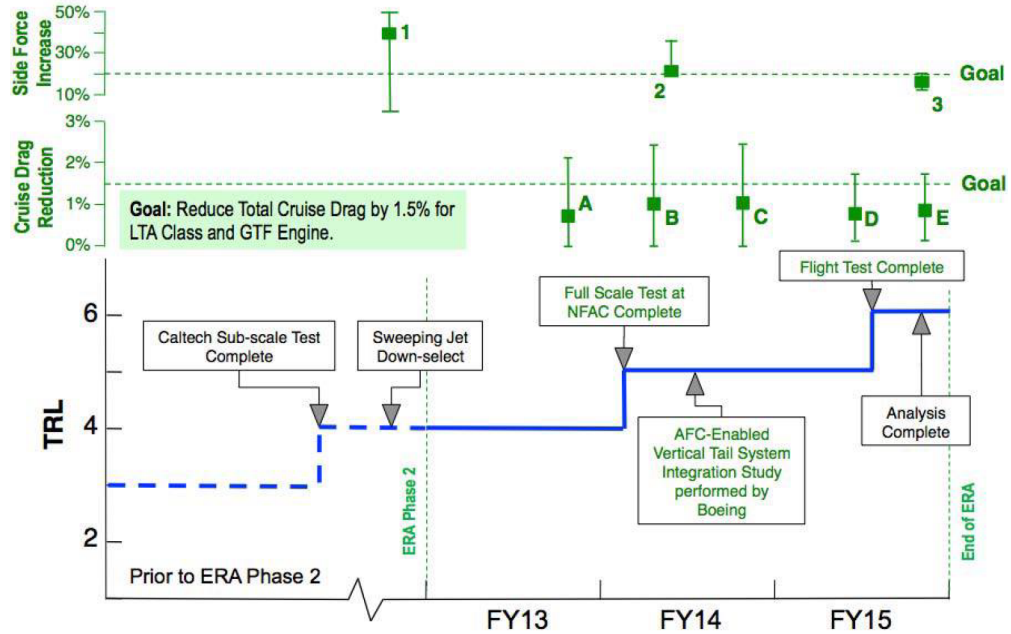 Side Force
Increase
50%
30%
10%
1
2
3
Goal
Cruise Drag
Reduction
3%
2%
1%
0%
A
B
C
D
E
Goal
Goal: Reduce Total Cruise Drag by 1.5% for
LTA Class and GTF Engine.
TRL
6
4
2
Caltech Sub-scale Test
Complete
Sweeping Jet
Down-select
Full Scale Test at
NFAC Complete
Flight Test Complete
AFC-Enabled
Vertical Tail System
Integration Study
performed by
Boeing
Analysis
Complete
ERA Phase 2
End of ERA
Prior to ERA Phase 2
FY13
FY14
FY15